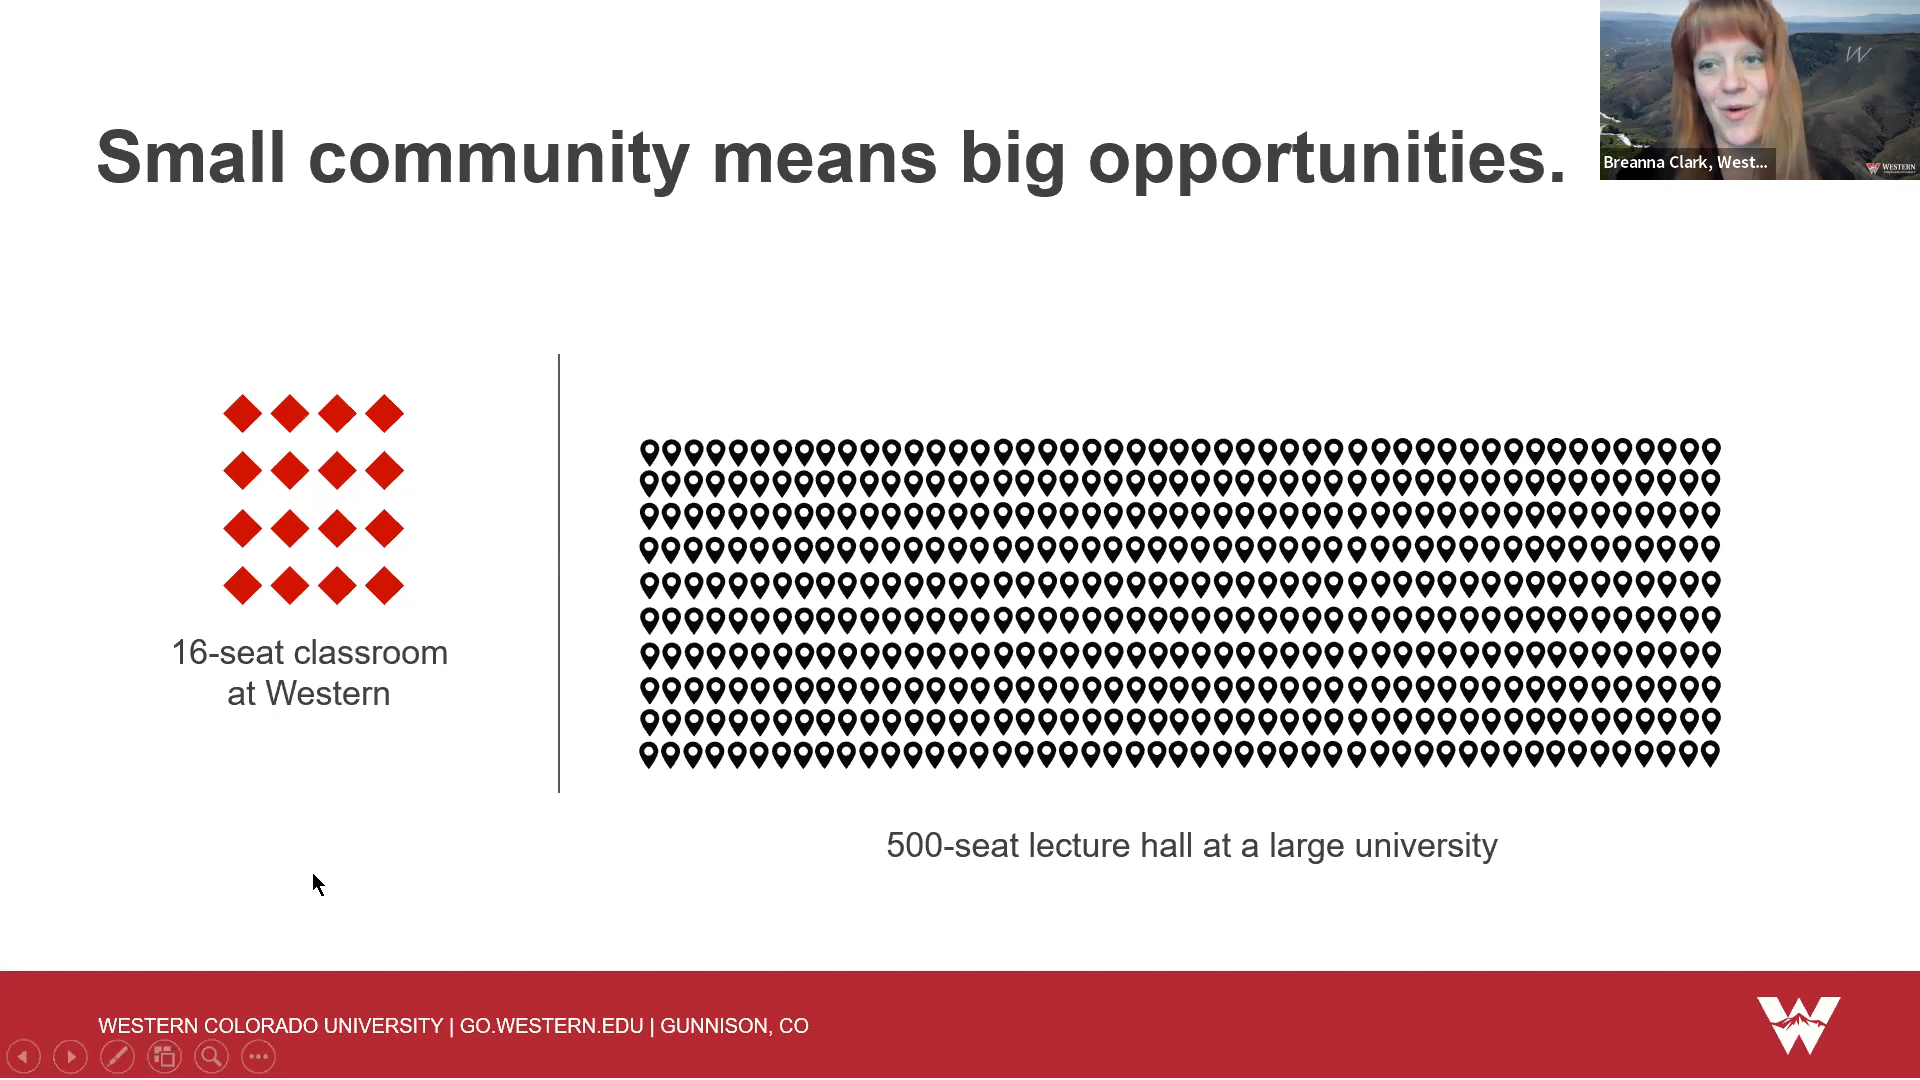 Small community means big opportunities.
W
Breanna Clark, West...
WESTERN
16-seat classroom
at Western
500-seat lecture hall at a large university
WESTERN COLORADO UNIVERSITY | GO.WESTERN.EDU | GUNNISON, CO
W